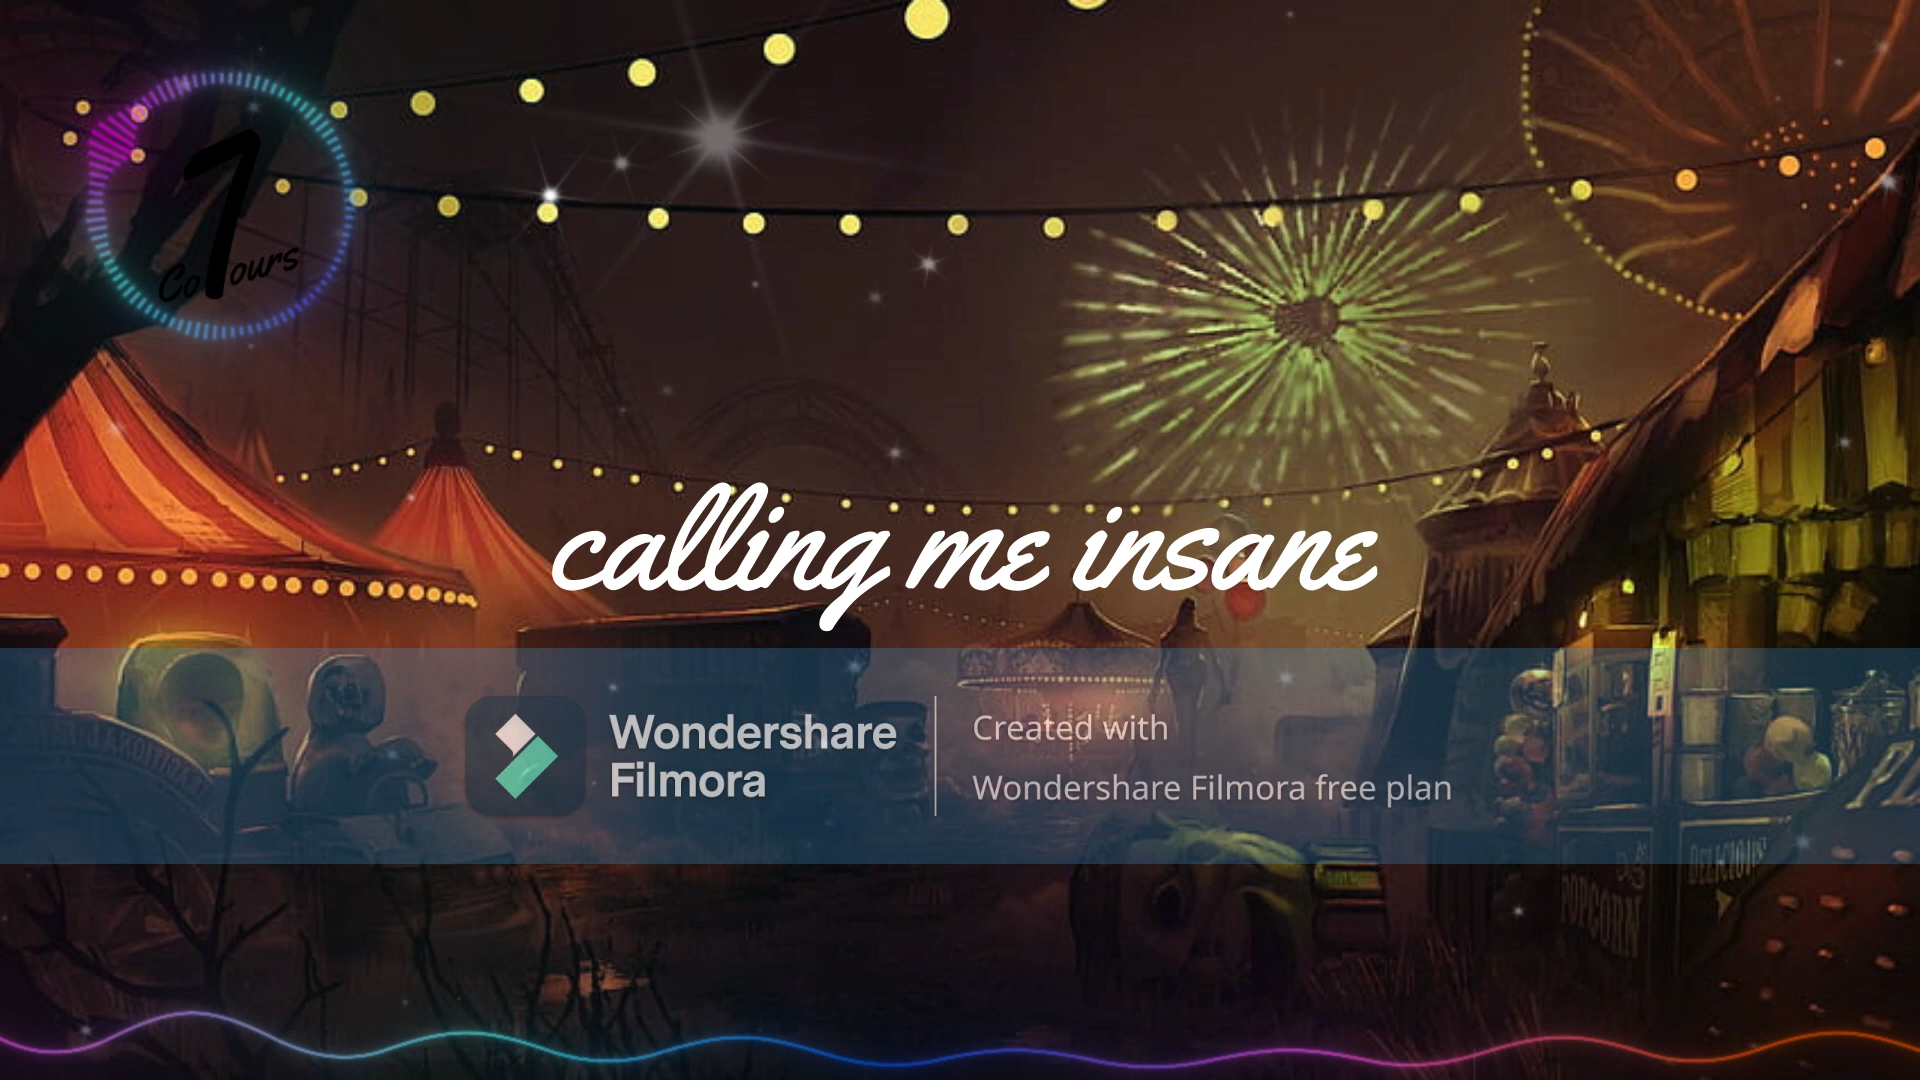 7
Colours
calling me insane
Wondershare
Filmora
Created with
Wondershare Filmora free plan
POPCORN
DELICIOUS